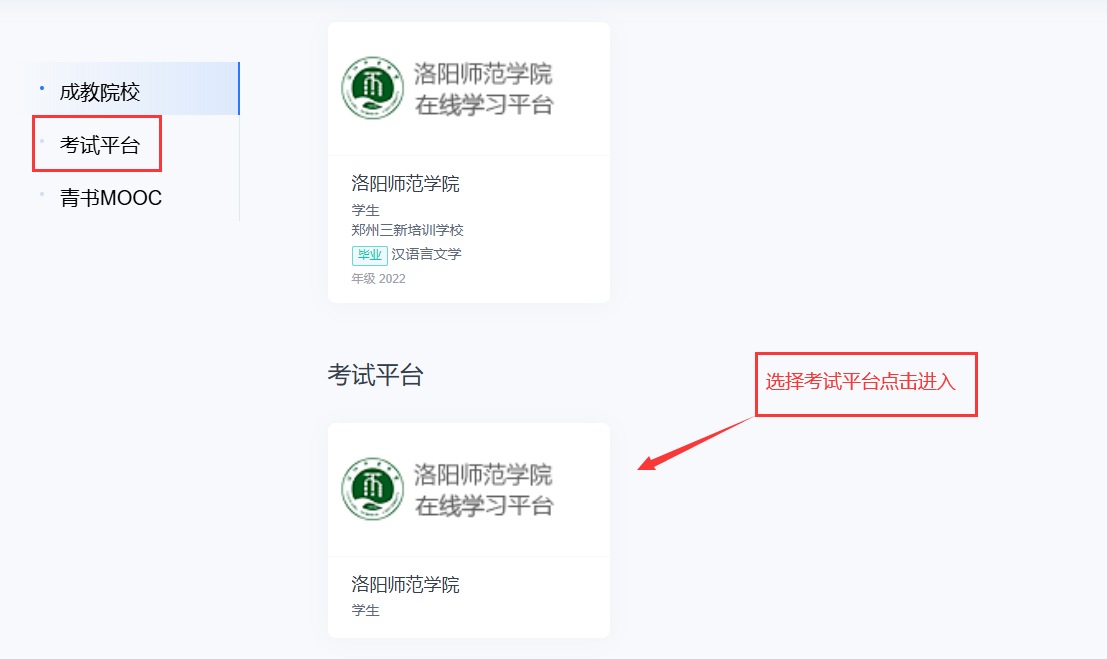 成教院校
考试平台
青书MOOC
洛阳师范学院
在线学习平台
洛阳师范学院
学生
郑州三新培训学校
毕业 汉语言文学
年级 2022
考试平台
选择考试平台点击进入
洛阳师范学院
在线学习平台
洛阳师范学院
学生